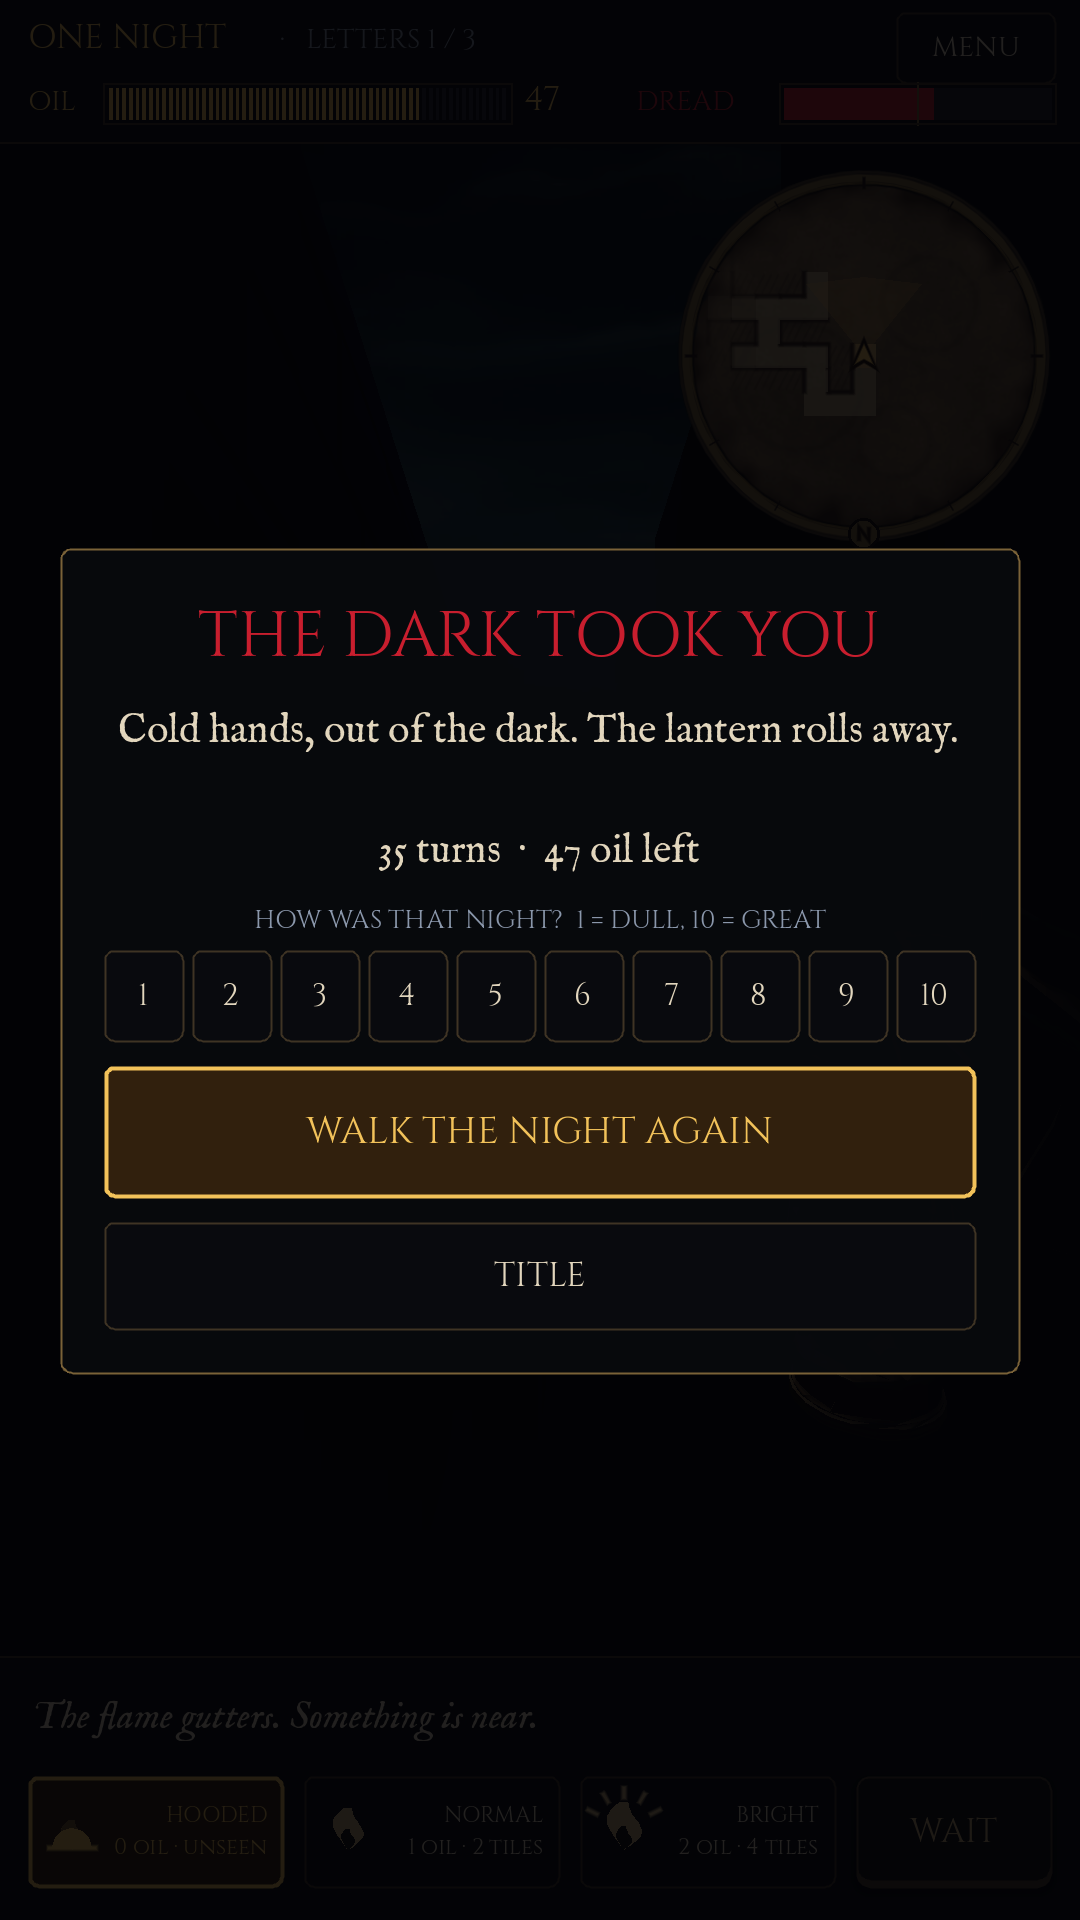 ONE NIGHT · LETTERS 1 / 3
MENU
OIL 47 DREAD
N
THE DARK TOOK YOU
Cold hands, out of the dark. The lantern rolls away.
35 turns · 47 oil left
HOW WAS THAT NIGHT? 1 = DULL, 10 = GREAT
1 2 3 4 5 6 7 8 9 10
WALK THE NIGHT AGAIN
TITLE
The flame gutters. Something is near.
HOODED
0 OIL · UNSEEN
NORMAL
1 OIL · 2 TILES
BRIGHT
2 OIL · 4 TILES
WAIT